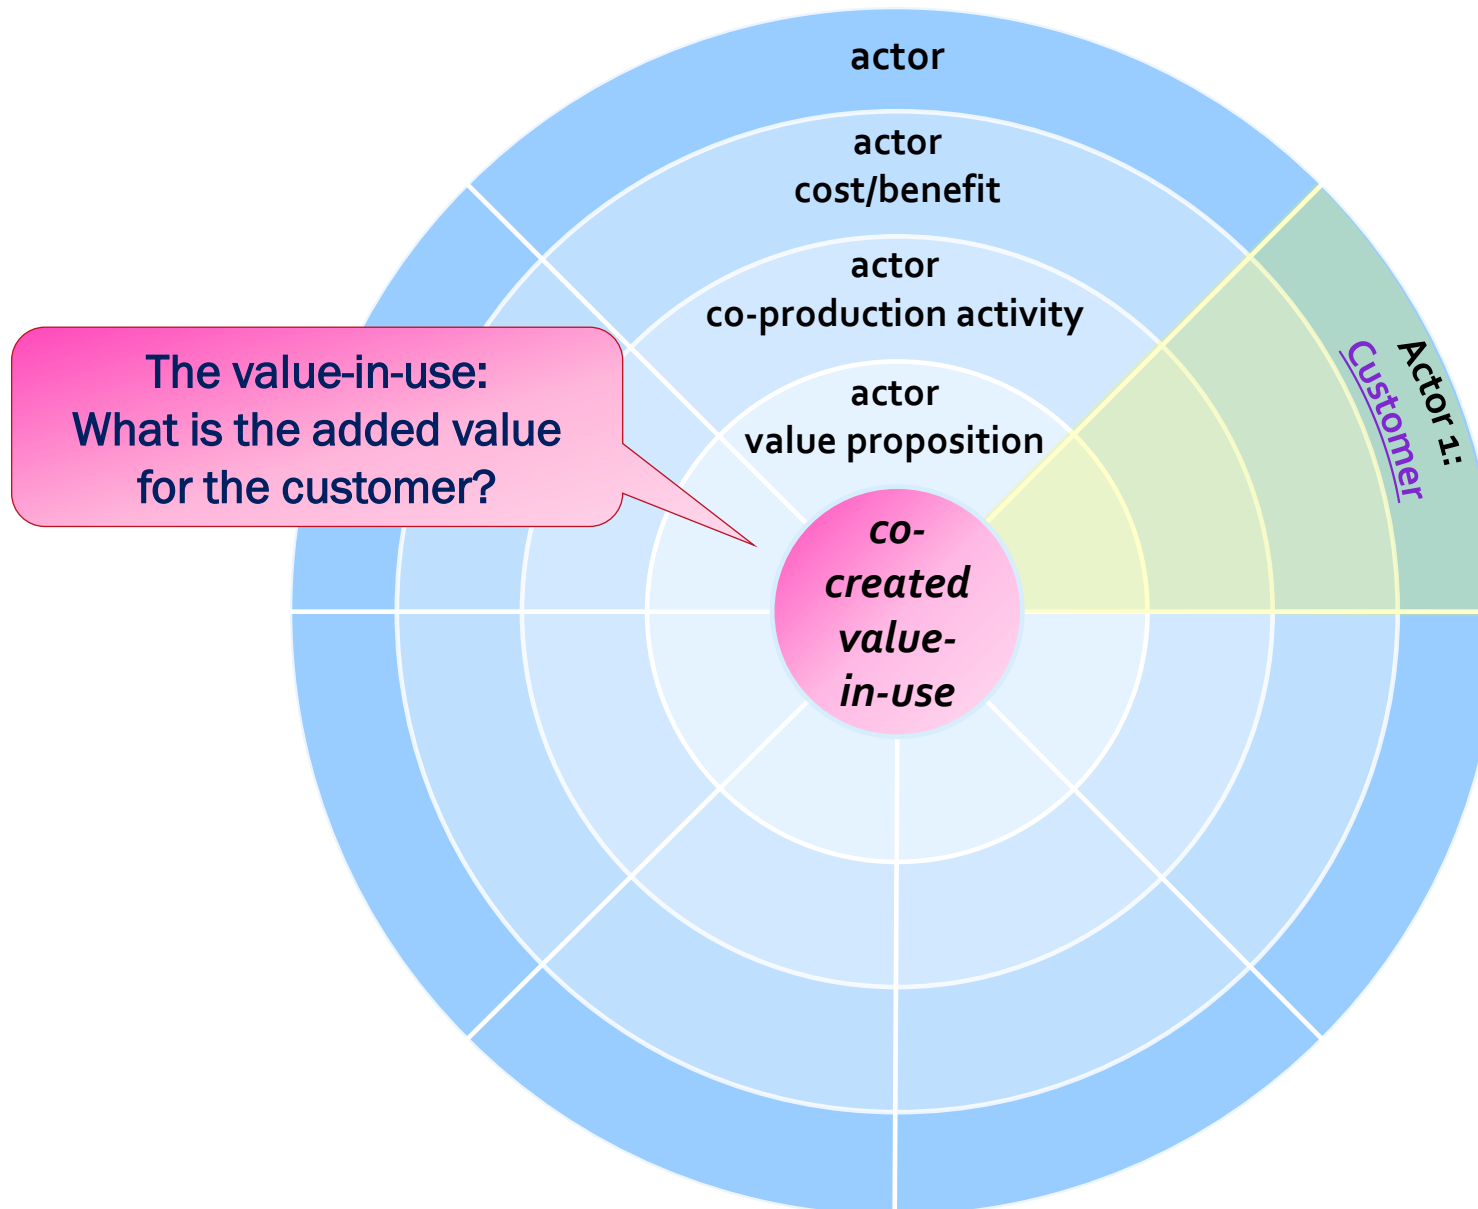 actor
actor
cost/benefit
actor
co-production activity
actor
value proposition
The value-in-use:
What is the added value
for the customer?
co-
created
value-
in-use
Actor 1:
Customer